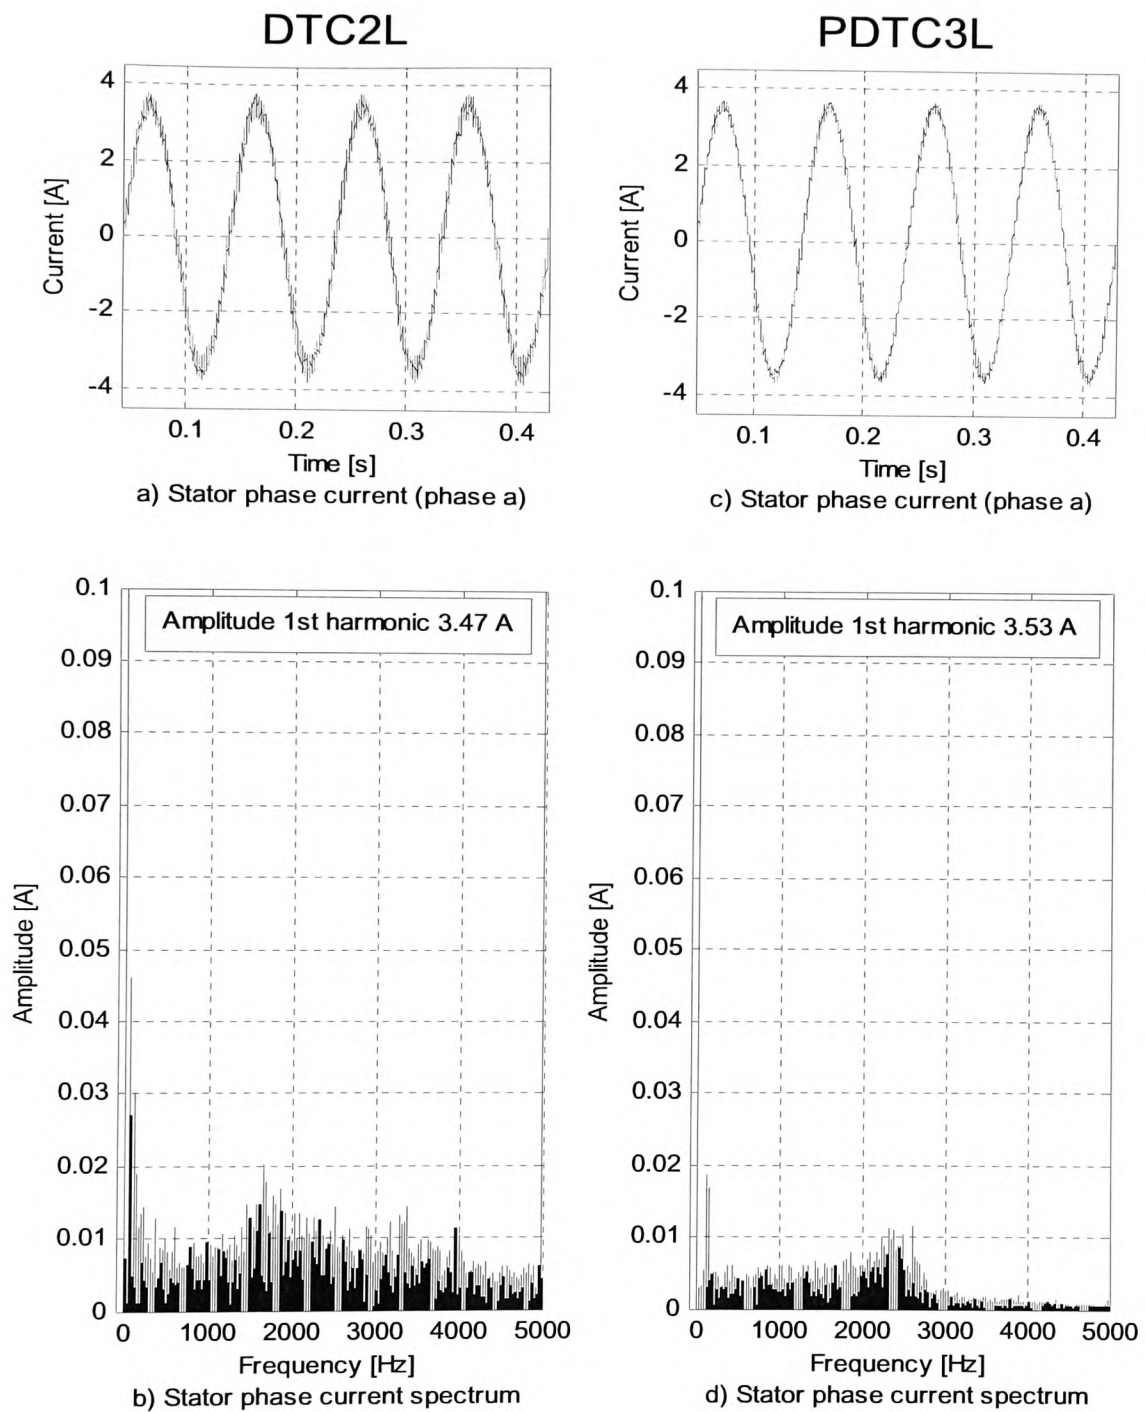 DTC2L
4
2
0
-2
-4
Current [A]
0.1 0.2 0.3 0.4
Time [s]
a) Stator phase current (phase a)
PDTC3L
4
2
0
-2
-4
Current [A]
0.1 0.2 0.3 0.4
Time [s]
c) Stator phase current (phase a)
0.1
0.09
0.08
0.07
0.06
0.05
0.04
0.03
0.02
0.01
0
Amplitude [A]
Amplitude 1st harmonic 3.47 A
0 1000 2000 3000 4000 5000
Frequency [Hz]
b) Stator phase current spectrum
0.1
0.09
0.08
0.07
0.06
0.05
0.04
0.03
0.02
0.01
0
Amplitude [A]
Amplitude 1st harmonic 3.53 A
0 1000 2000 3000 4000 5000
Frequency [Hz]
d) Stator phase current spectrum